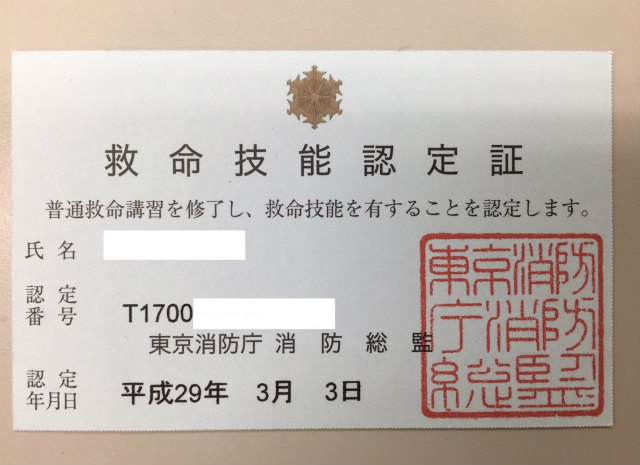 救命技能認定証
普通救命講習を修了し、救命技能を有することを認定します。
氏名
認定番号 T1700
東京消防庁 消防総監
認定年月日 平成29年 3月 3日
東京消防
庁消防
総監